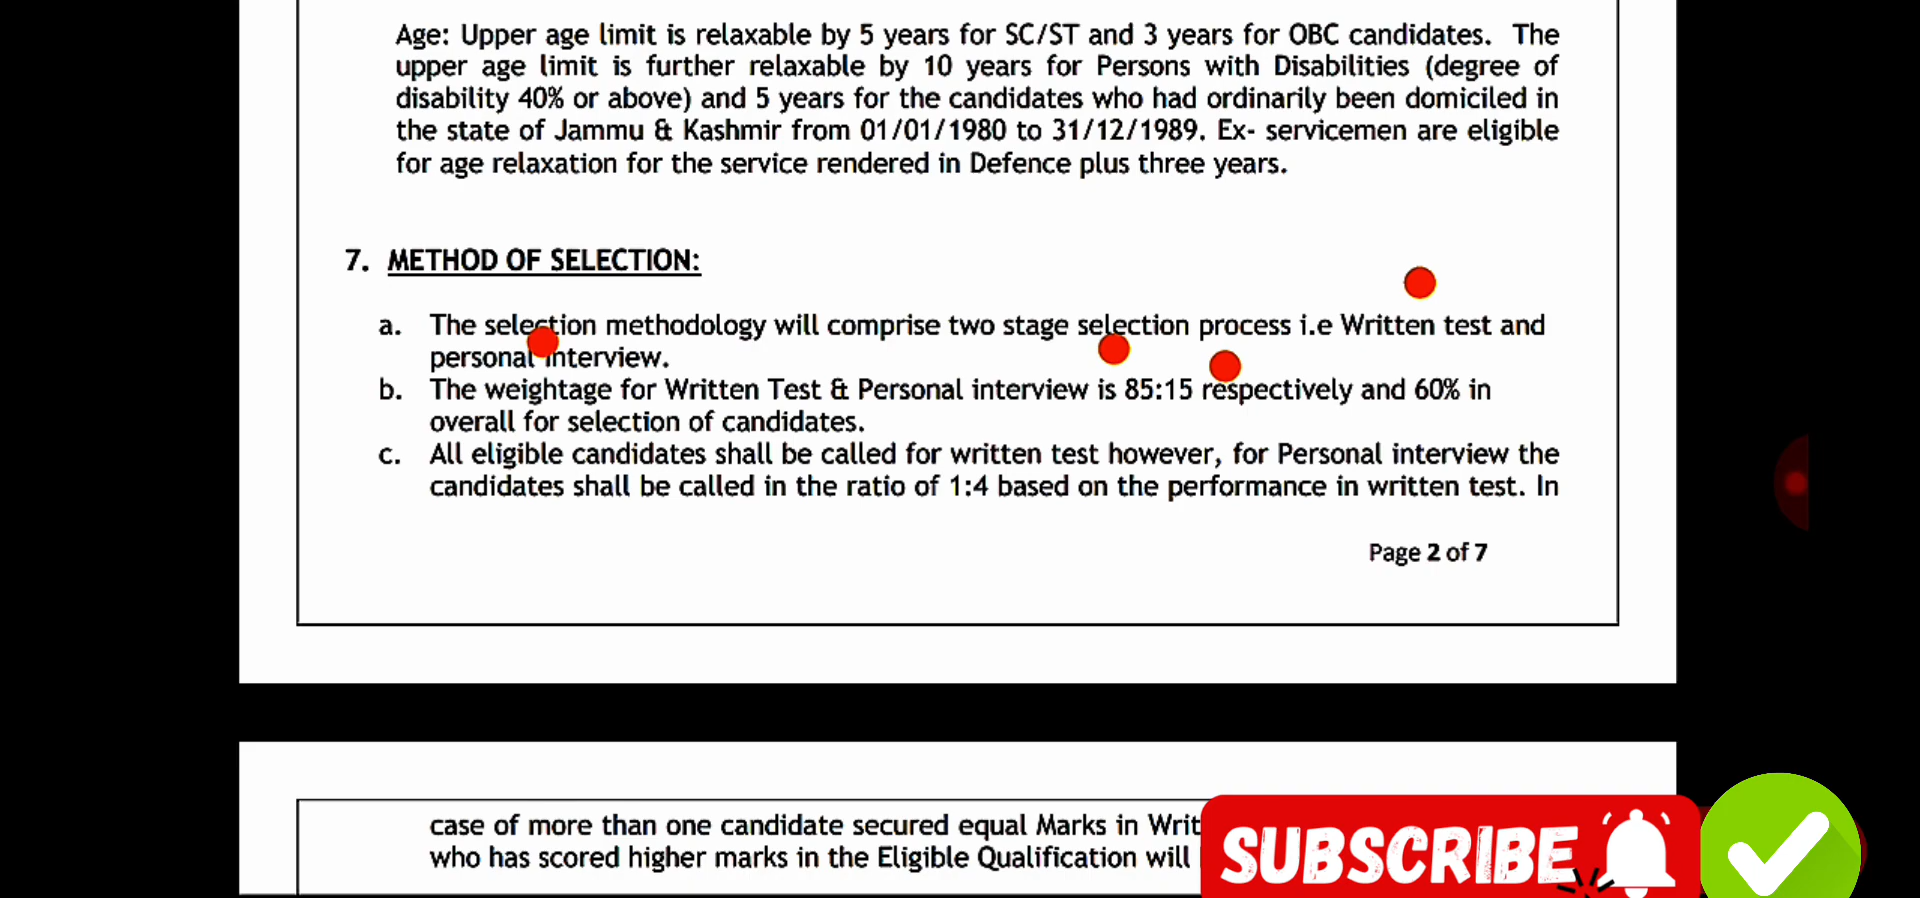 Age: Upper age limit is relaxable by 5 years for SC/ST and 3 years for OBC candidates. The
upper age limit is further relaxable by 10 years for Persons with Disabilities (degree of
disability 40% or above) and 5 years for the candidates who had ordinarily been domiciled in
the state of Jammu & Kashmir from 01/01/1980 to 31/12/1989. Ex- servicemen are eligible
for age relaxation for the service rendered in Defence plus three years.
7. METHOD OF SELECTION:
a. The selection methodology will comprise two stage selection process i.e Written test and
personal interview.
b. The weightage for Written Test & Personal interview is 85:15 respectively and 60% in
overall for selection of candidates.
c. All eligible candidates shall be called for written test however, for Personal interview the
candidates shall be called in the ratio of 1:4 based on the performance in written test. In
Page 2 of 7
case of more than one candidate secured equal Marks in Writ
who has scored higher marks in the Eligible Qualification will
SUBSCRIBE